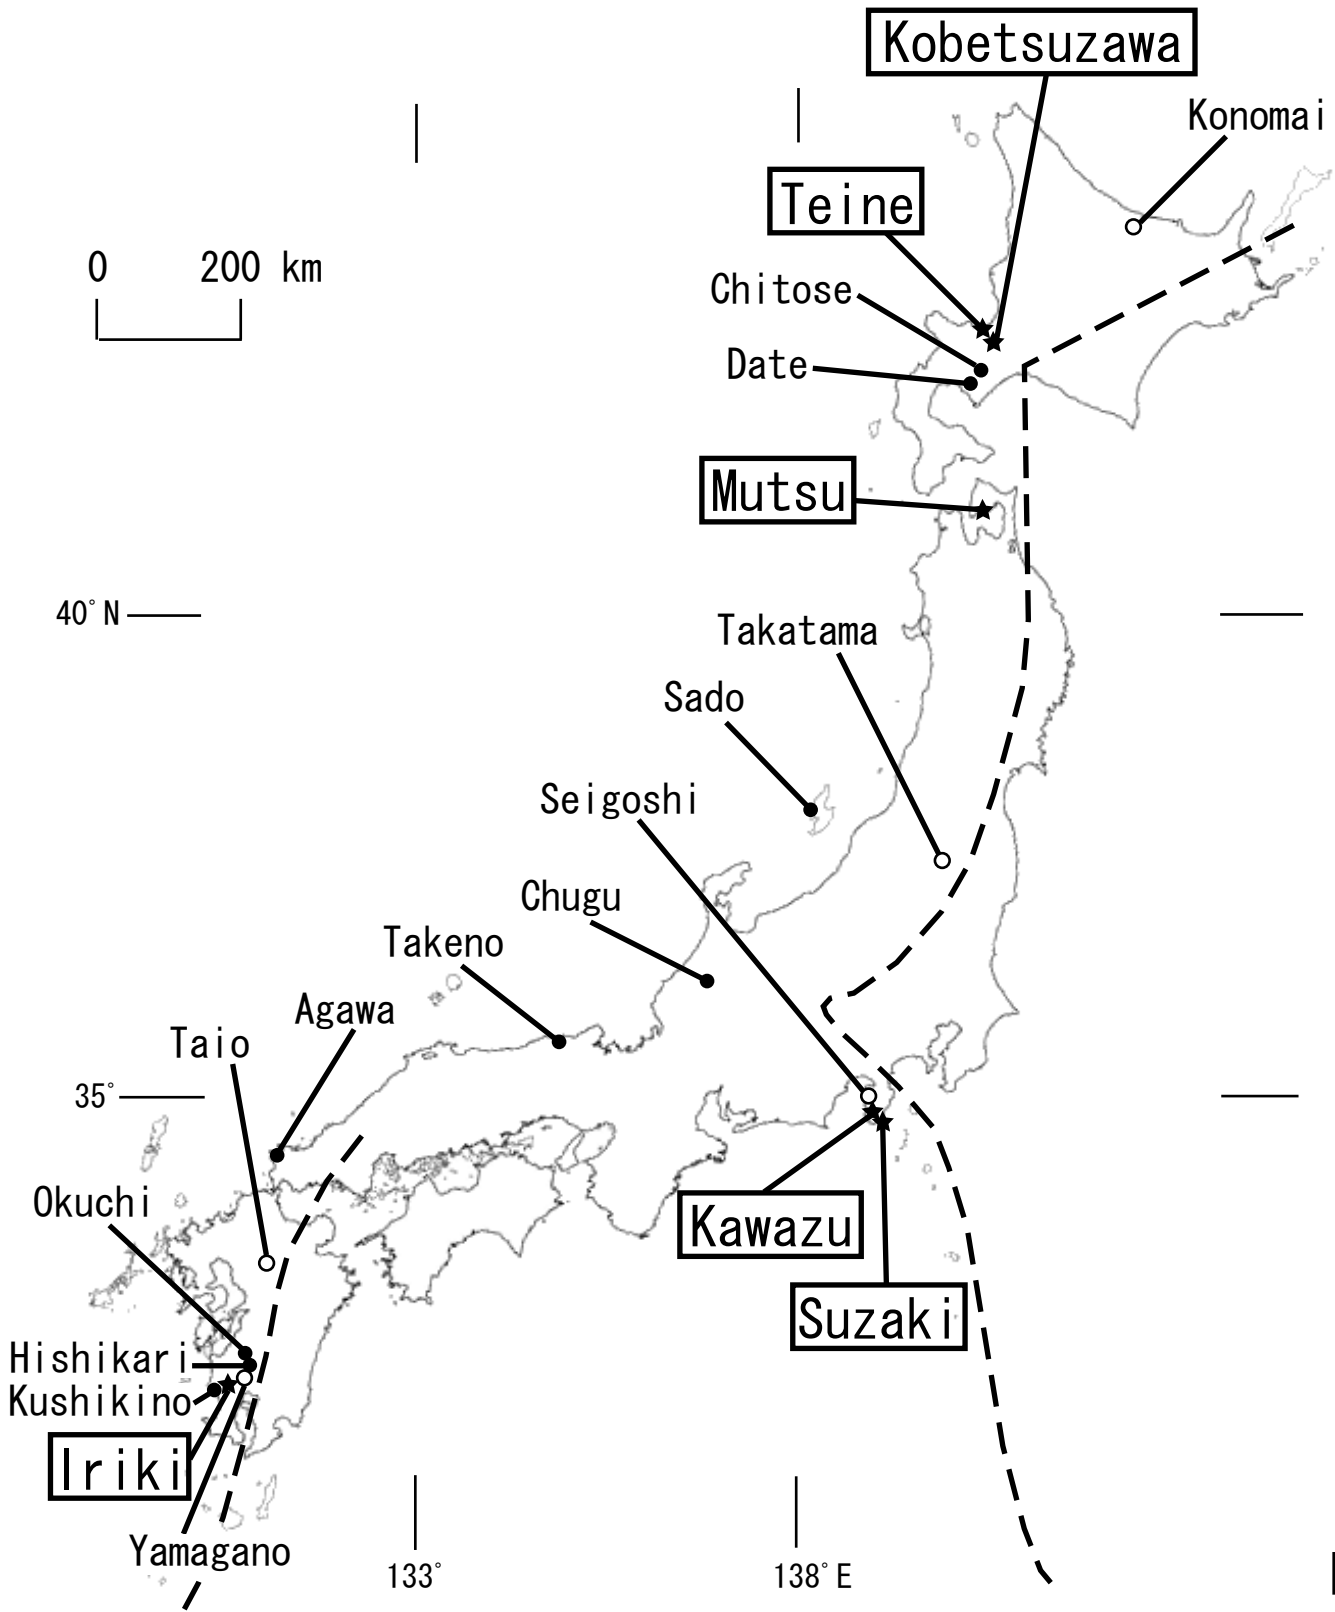 Kobetsuzawa
Konomai
Teine
0 200 km
Chitose
Date
Mutsu
40°N
Takatama
Sado
Seigoshi
Chugu
Takeno
Agawa
Taio
35°
Okuchi
Kawazu
Suzaki
Hishikari
Kushikino
Iriki
Yamagano
133° 138°E